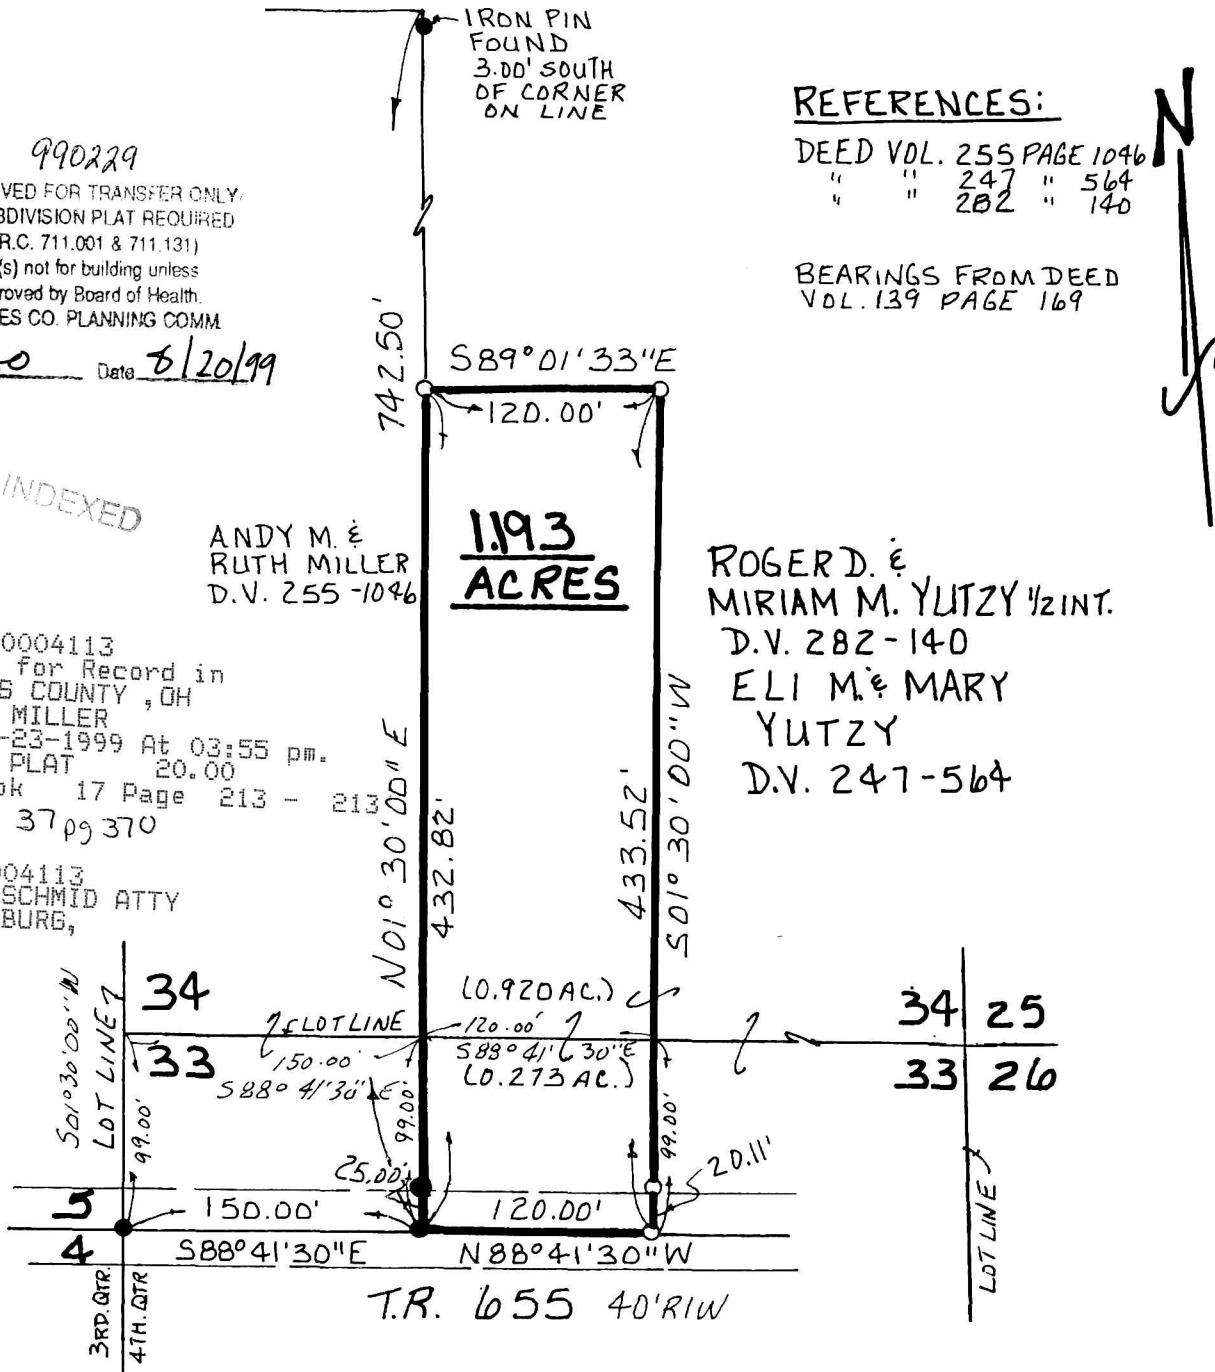 IRON PIN
FOUND
3.00' SOUTH
OF CORNER
ON LINE
REFERENCES:
DEED VOL. 255 PAGE 1046
" " 247 " 564
" " 282 " 140
BEARINGS FROM DEED
VOL. 139 PAGE 169
N
990229
VED FOR TRANSFER ONLY
BDIVISION PLAT REQUIRED
R.C. 711.001 & 711.131)
(s) not for building unless
roved by Board of Health.
ES CO. PLANNING COMM
Date 8/20/99
INDEXED
742.50'
S89°01'33"E
120.00'
ANDY M. &
RUTH MILLER
D.V. 255-1046
1.193
ACRES
ROGER D. &
MIRIAM M. YUTZY 1/2 INT.
D.V. 282-140
ELI M. & MARY
YUTZY
D.V. 247-564
0004113
for Record in
S COUNTY ,OH
MILLER
-23-1999 At 03:55 pm.
PLAT 20.00
ok 17 Page 213 - 213
37 pg 370
04113
SCHMID ATTY
BURG,
N01°30'00"E
432.82'
433.52'
S01°30'00"W
S01°30'00"W
LOT LINE
34
33
LOT LINE
150.00'
S88°41'30"E
(0.920 AC.)
120.00'
S88°41'30"E
(0.273 AC.)
34 25
33 26
99.00'
99.00'
99.00'
25.00'
20.11'
LOT LINE
5
4
150.00'
120.00'
S88°41'30"E
N88°41'30"W
3RD. QTR.
4TH. QTR
T.R. 655 40' R/W